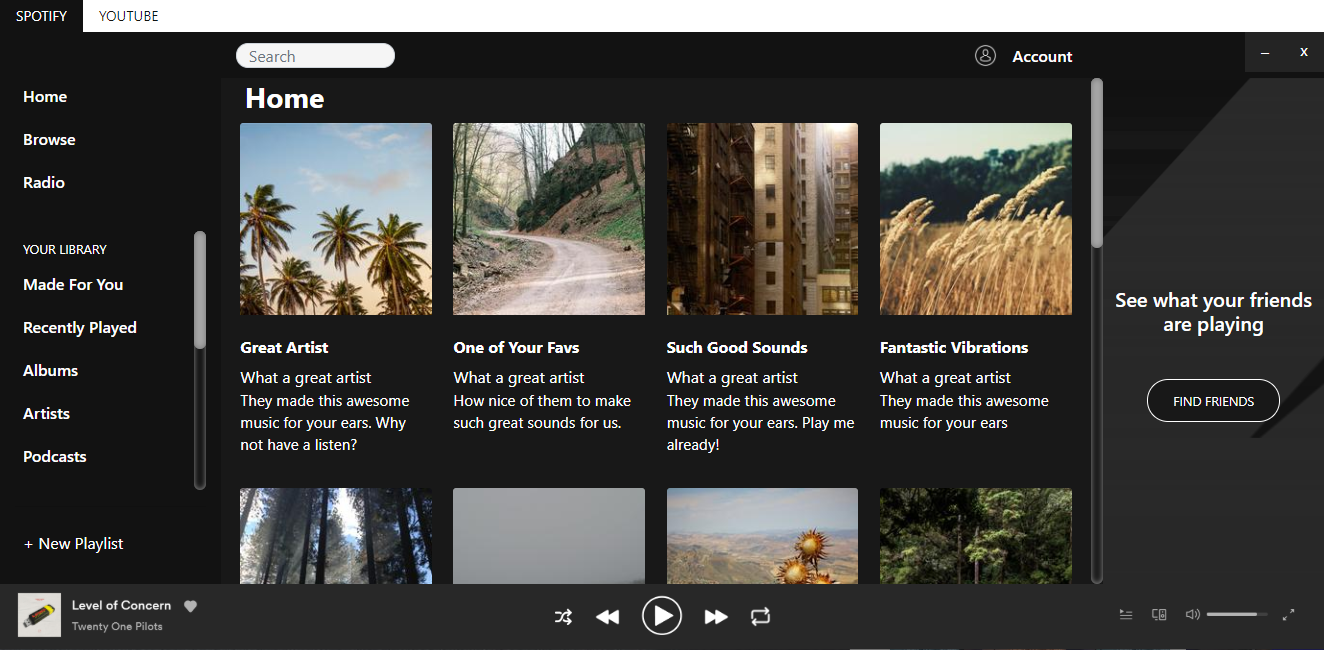 SPOTIFY
YOUTUBE
Search
Account
–
x
Home
Browse
Radio
YOUR LIBRARY
Made For You
Recently Played
Albums
Artists
Podcasts
+ New Playlist
Home
Great Artist
What a great artist
They made this awesome
music for your ears. Why
not have a listen?
One of Your Favs
What a great artist
How nice of them to make
such great sounds for us.
Such Good Sounds
What a great artist
They made this awesome
music for your ears. Play me
already!
Fantastic Vibrations
What a great artist
They made this awesome
music for your ears
See what your friends
are playing
FIND FRIENDS
Level of Concern
Twenty One Pilots